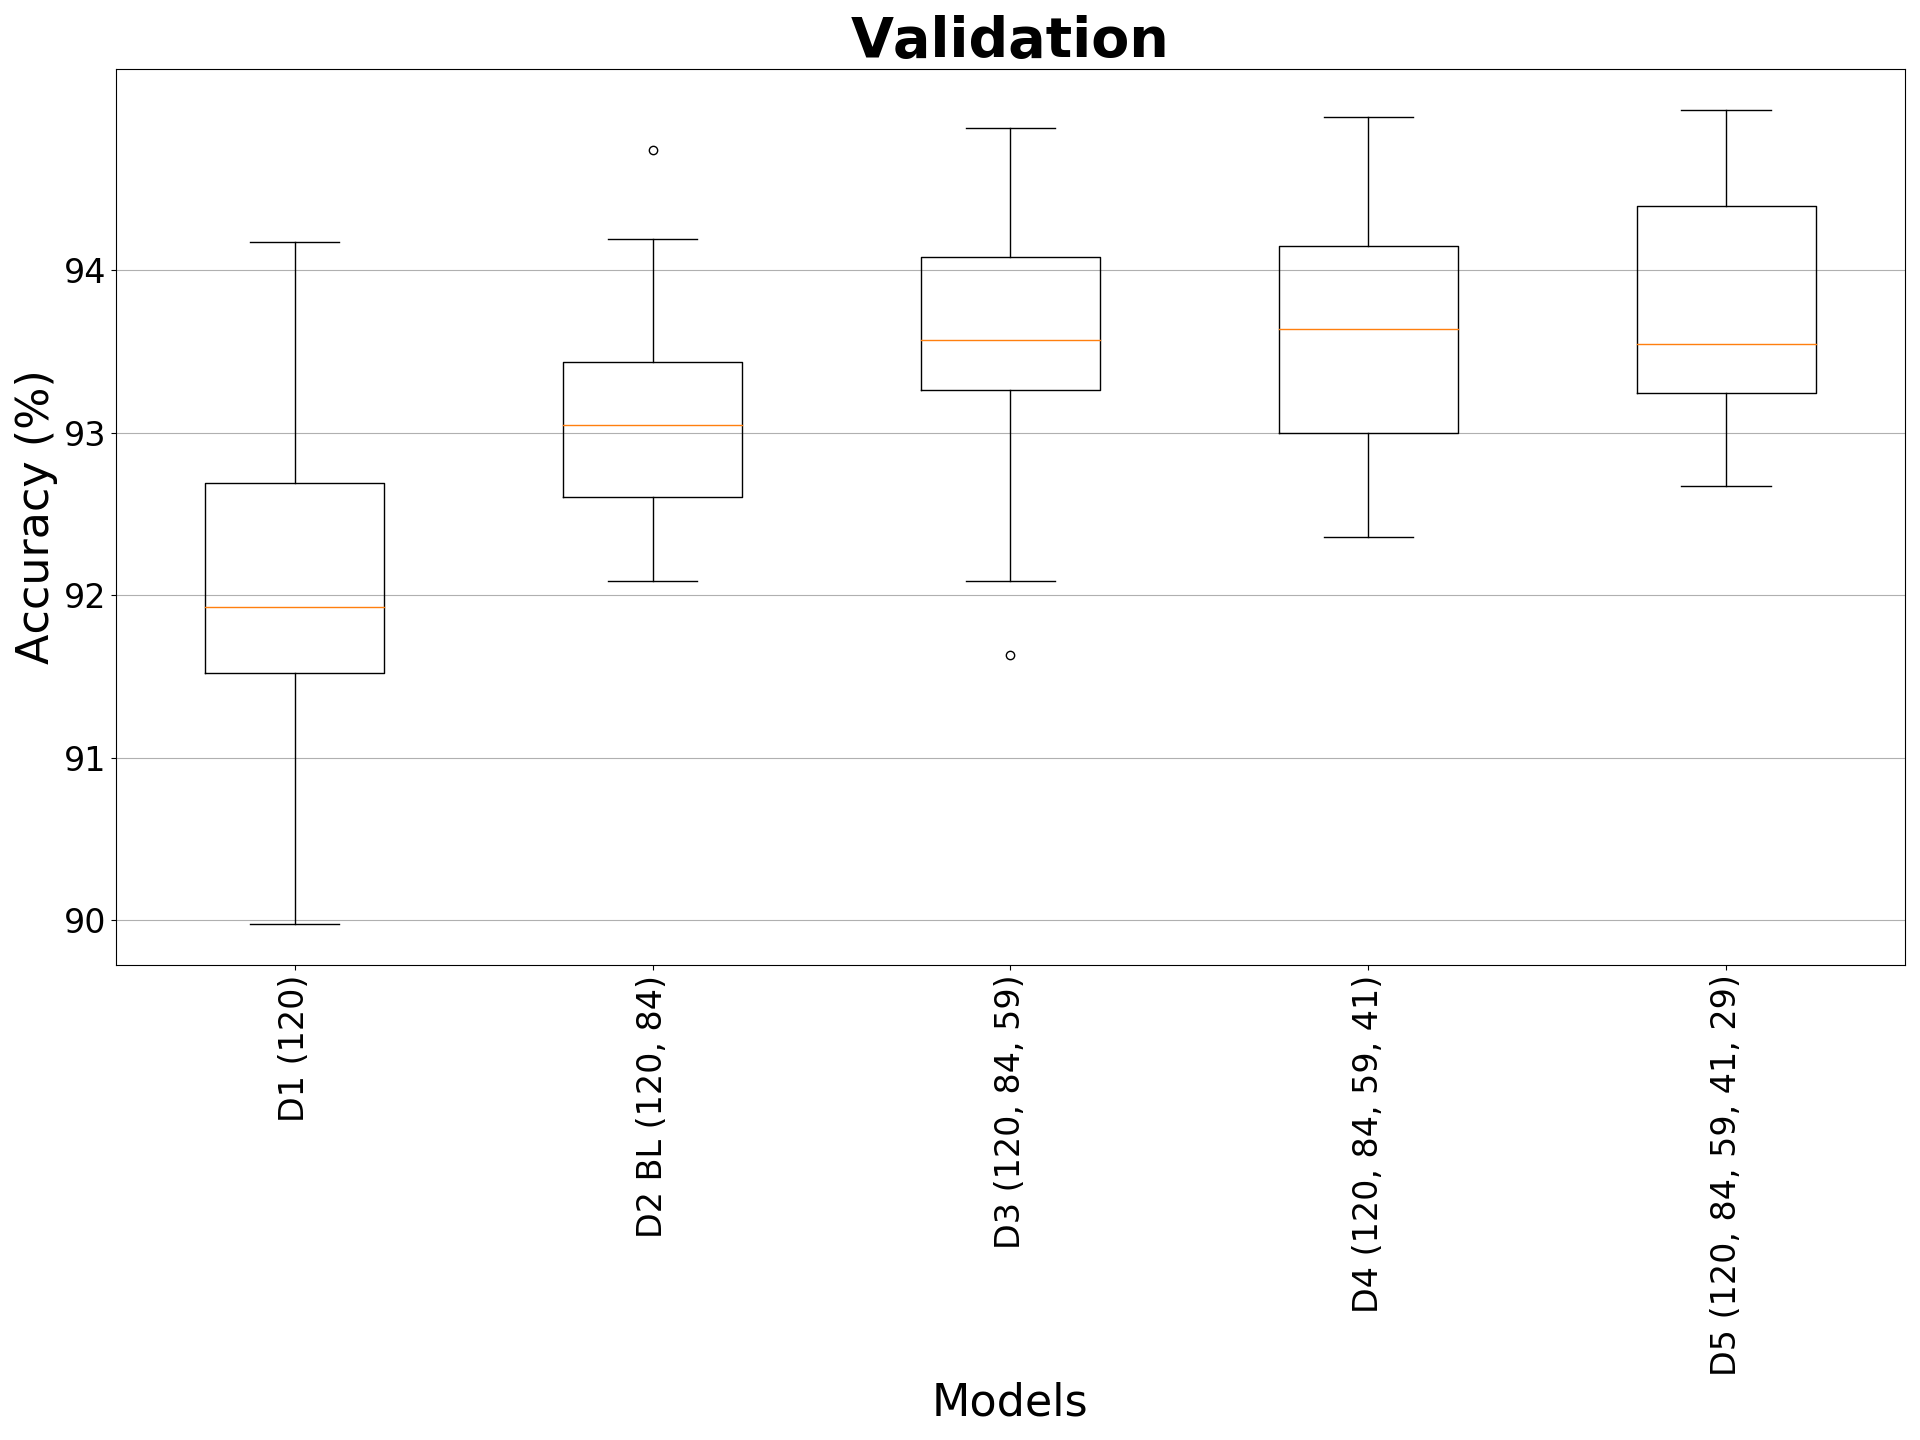 Validation
Accuracy (%)
94
93
92
91
90
D1 (120)
D2 BL (120, 84)
D3 (120, 84, 59)
D4 (120, 84, 59, 41)
D5 (120, 84, 59, 41, 29)
Models